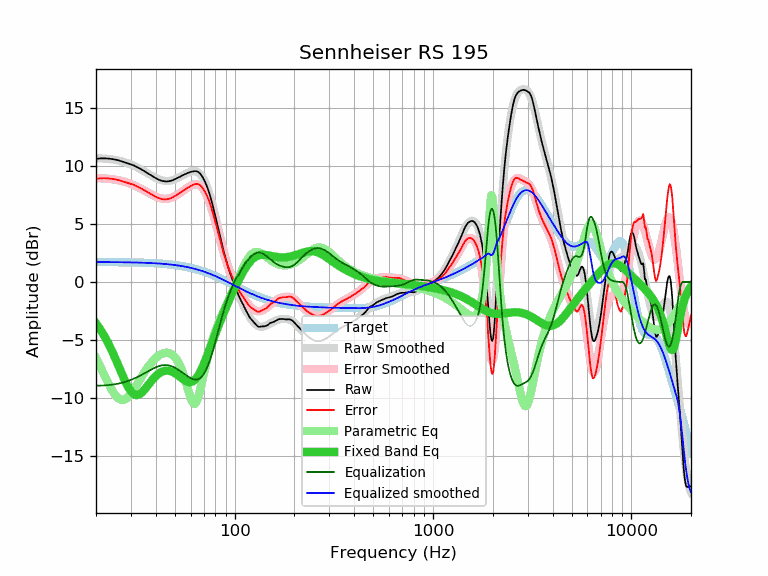 Sennheiser RS 195
Amplitude (dBr)
15
10
5
0
−5
−10
−15
Target
Raw Smoothed
Error Smoothed
Raw
Error
Parametric Eq
Fixed Band Eq
Equalization
Equalized smoothed
100
1000
10000
Frequency (Hz)